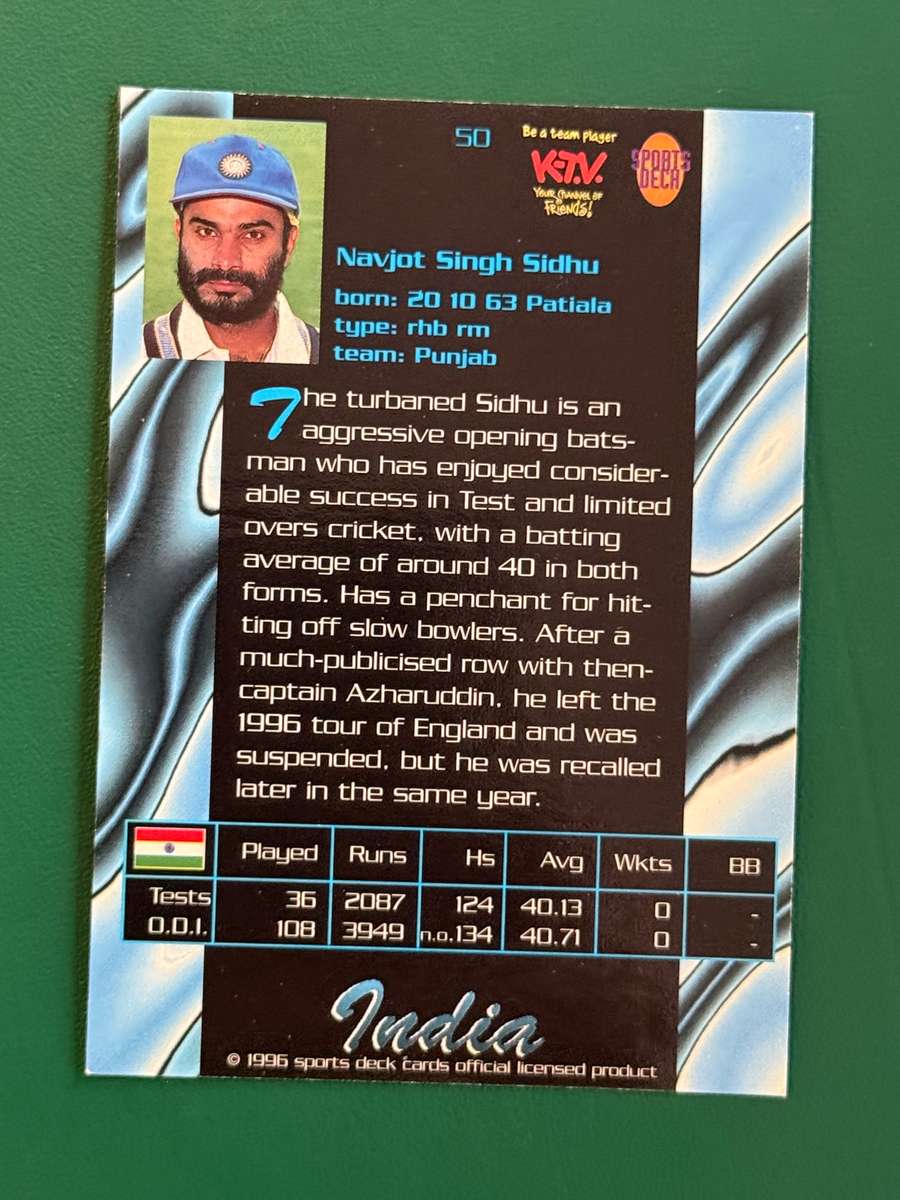 50
Be a team player
K-T.V.
Your Channel of
Friends!
SPORTS
DECK
Navjot Singh Sidhu
born: 20 10 63 Patiala
type: rhb rm
team: Punjab
The turbaned Sidhu is an
aggressive opening bats-
man who has enjoyed consider-
able success in Test and limited
overs cricket, with a batting
average of around 40 in both
forms. Has a penchant for hit-
ting off slow bowlers. After a
much-publicised row with then-
captain Azharuddin, he left the
1996 tour of England and was
suspended, but he was recalled
later in the same year.
Played Runs Hs Avg Wkts BB
Tests 36 2087 124 40.13 0 -
O.D.I. 108 3949 n.o.134 40.71 0 -
India
© 1996 sports deck cards official licensed product